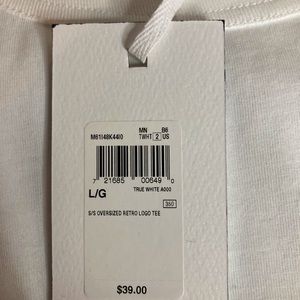 M61I48K44I0 MN B6
TWHT 2 US
7 21685 00649 0
L/G TRUE WHITE A000
350
S/S OVERSIZED RETRO LOGO TEE
$39.00